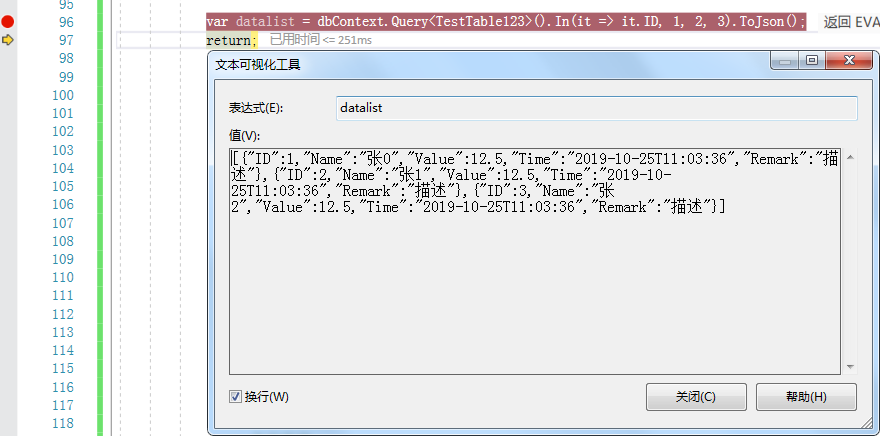 95
96 var datalist = dbContext.Query<TestTable123>().In(it => it.ID, 1, 2, 3).ToJson(); 返回 EVA
97 return; 已用时间 <= 251ms
98 文本可视化工具
99
100 表达式(E): datalist
101
102 值(V):
103 [{"ID":1,"Name":"张0","Value":12.5,"Time":"2019-10-25T11:03:36","Remark":"描
104 述"},{"ID":2,"Name":"张1","Value":12.5,"Time":"2019-10-
105 25T11:03:36","Remark":"描述"},{"ID":3,"Name":"张
106 2","Value":12.5,"Time":"2019-10-25T11:03:36","Remark":"描述"}]
107
108
109
110
111
112
113
114
115
116 换行(W) 关闭(C) 帮助(H)
117
118